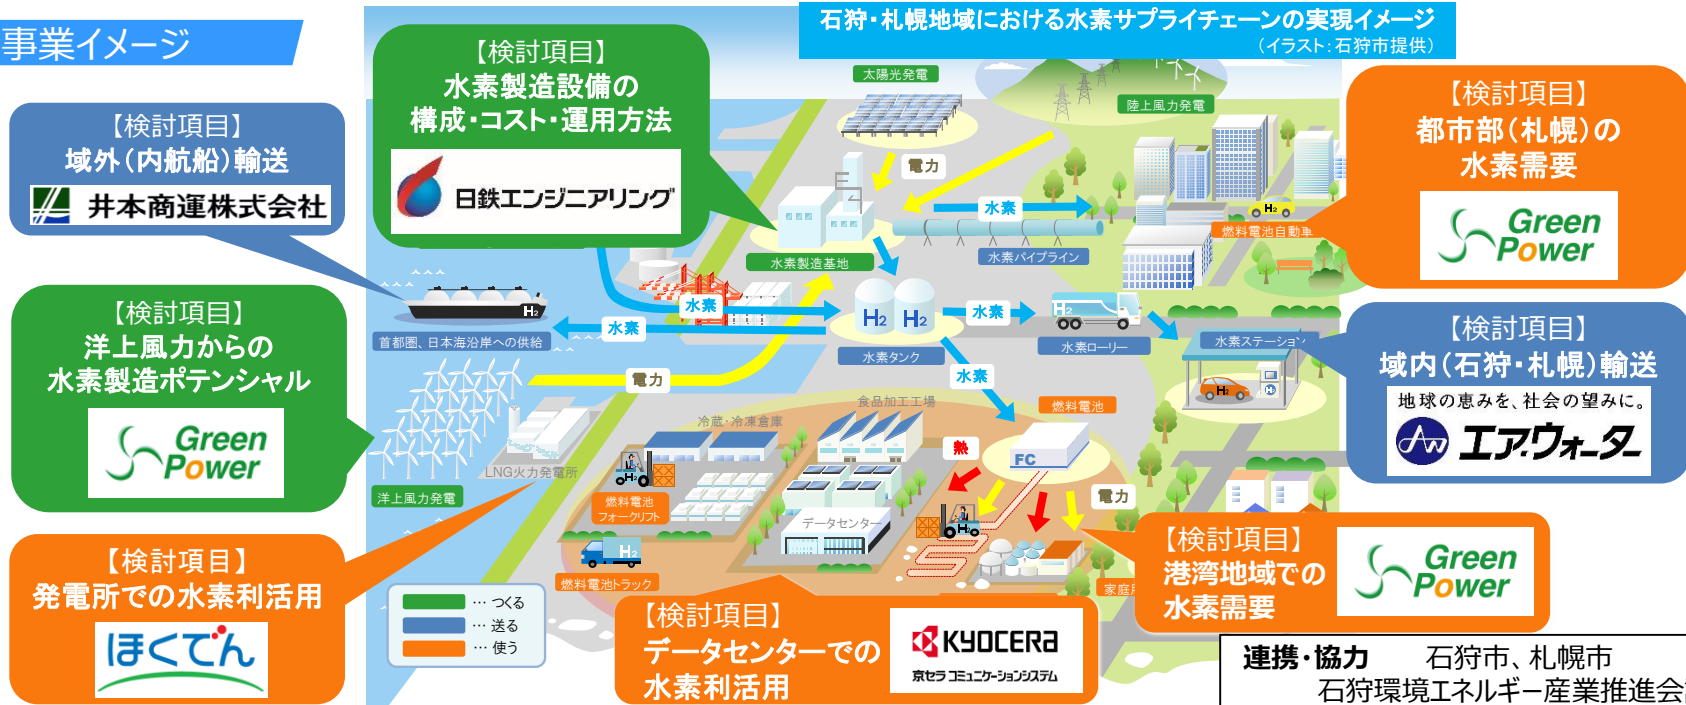 事業イメージ
石狩・札幌地域における水素サプライチェーンの実現イメージ
（イラスト：石狩市提供）
【検討項目】
水素製造設備の
構成・コスト・運用方法
日鉄エンジニアリング
【検討項目】
域外（内航船）輸送
井本商運株式会社
【検討項目】
洋上風力からの
水素製造ポテンシャル
Green
Power
【検討項目】
発電所での水素利活用
ほくでん
【検討項目】
都市部（札幌）の
水素需要
Green
Power
【検討項目】
域内（石狩・札幌）輸送
地球の恵みを、社会の望みに。
AW エア・ウォーター
【検討項目】
港湾地域での
水素需要
Green
Power
【検討項目】
データセンターでの
水素利活用
KYOCERA
京セラ コミュニケーションシステム
太陽光発電
陸上風力発電
電力
水素
燃料電池自動車
H2
水素製造基地
水素パイプライン
H2
首都圏、日本海沿岸への供給
水素
水素
H2 H2
水素タンク
水素
H2
水素ローリー
水素ステーション
H2
H2
電力
水素
洋上風力発電
LNG火力発電所
冷蔵・冷凍倉庫
食品加工工場
燃料電池
FC
熱
電力
H2
燃料電池
フォークリフト
データセンター
H2
H2
燃料電池トラック
家庭用
… つくる
… 送る
… 使う
連携・協力 石狩市、札幌市
石狩環境エネルギー産業推進会